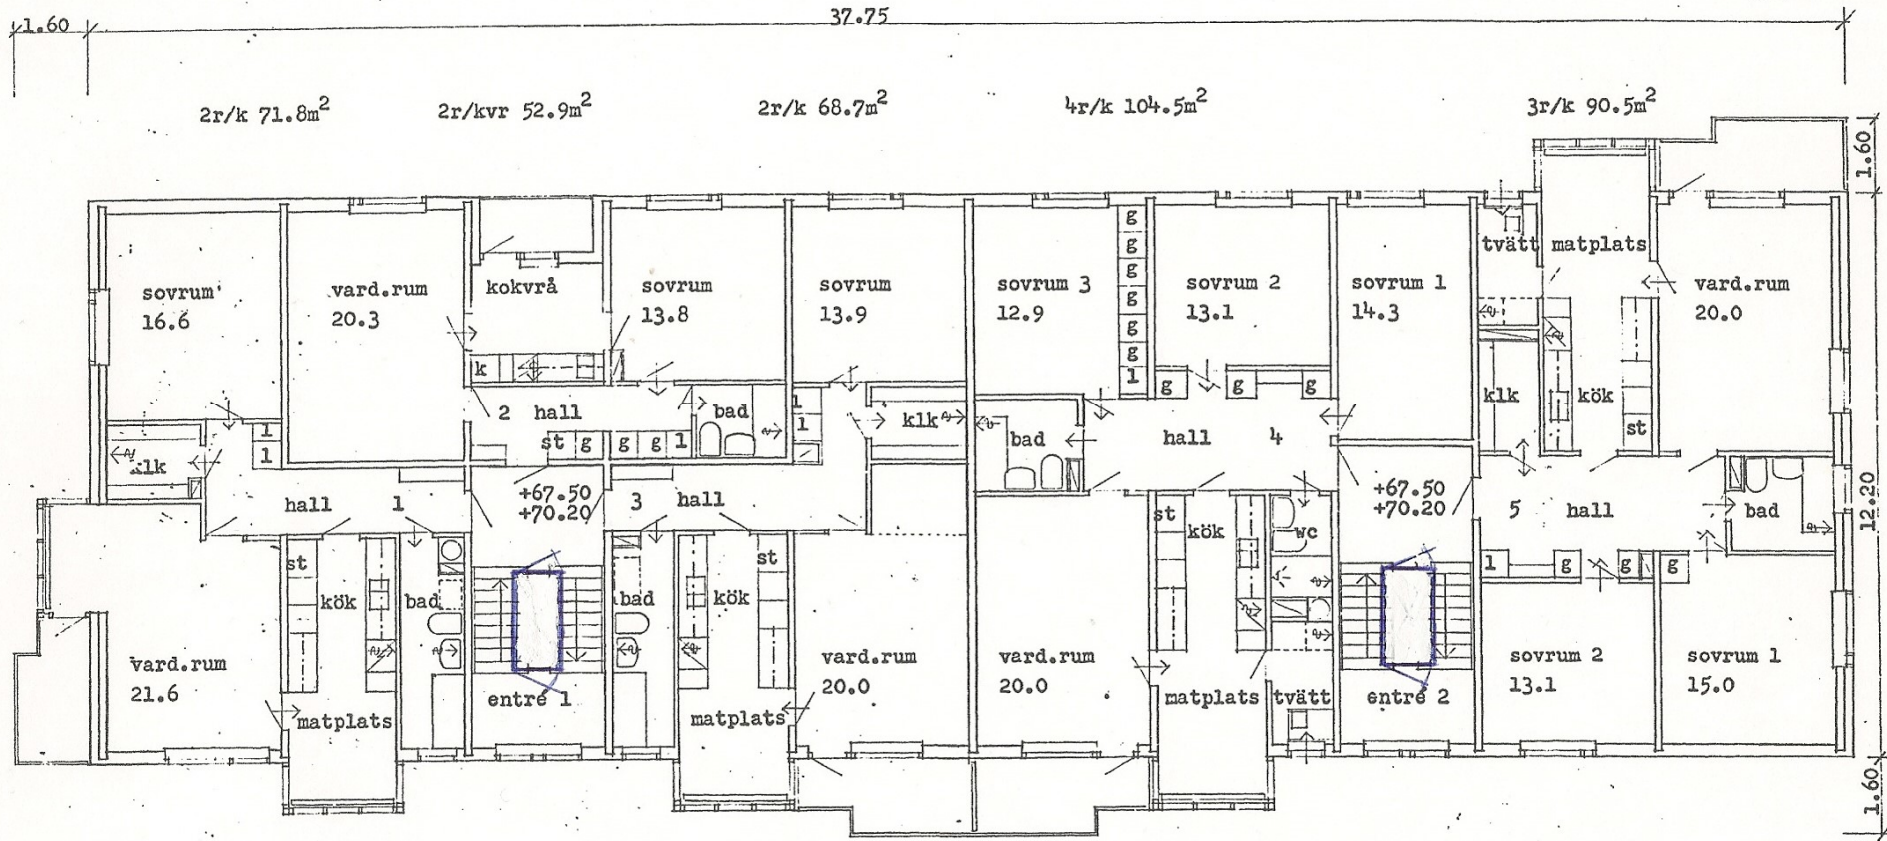 1.60
37.75
2r/k 71.8m²
2r/kvr 52.9m²
2r/k 68.7m²
4r/k 104.5m²
3r/k 90.5m²
1.60
sovrum
16.6
vard.rum
20.3
kokvrå
k
sovrum
13.8
sovrum
13.9
sovrum 3
12.9
g
g
g
g
g
g
l
sovrum 2
13.1
g
g
g
sovrum 1
14.3
tvätt
matplats
vard.rum
20.0
klk
kök
st
klk
l
l
2 hall
st
g
g
g
l
bad
l
l
klk
bad
hall 4
hall 1
+67.50
+70.20
3 hall
+67.50
+70.20
5 hall
bad
12.20
l
g
g
g
st
kök
bad
bad
kök
st
st
kök
wc
vard.rum
21.6
matplats
entré 1
matplats
vard.rum
20.0
vard.rum
20.0
matplats
tvätt
entré 2
sovrum 2
13.1
sovrum 1
15.0
1.60